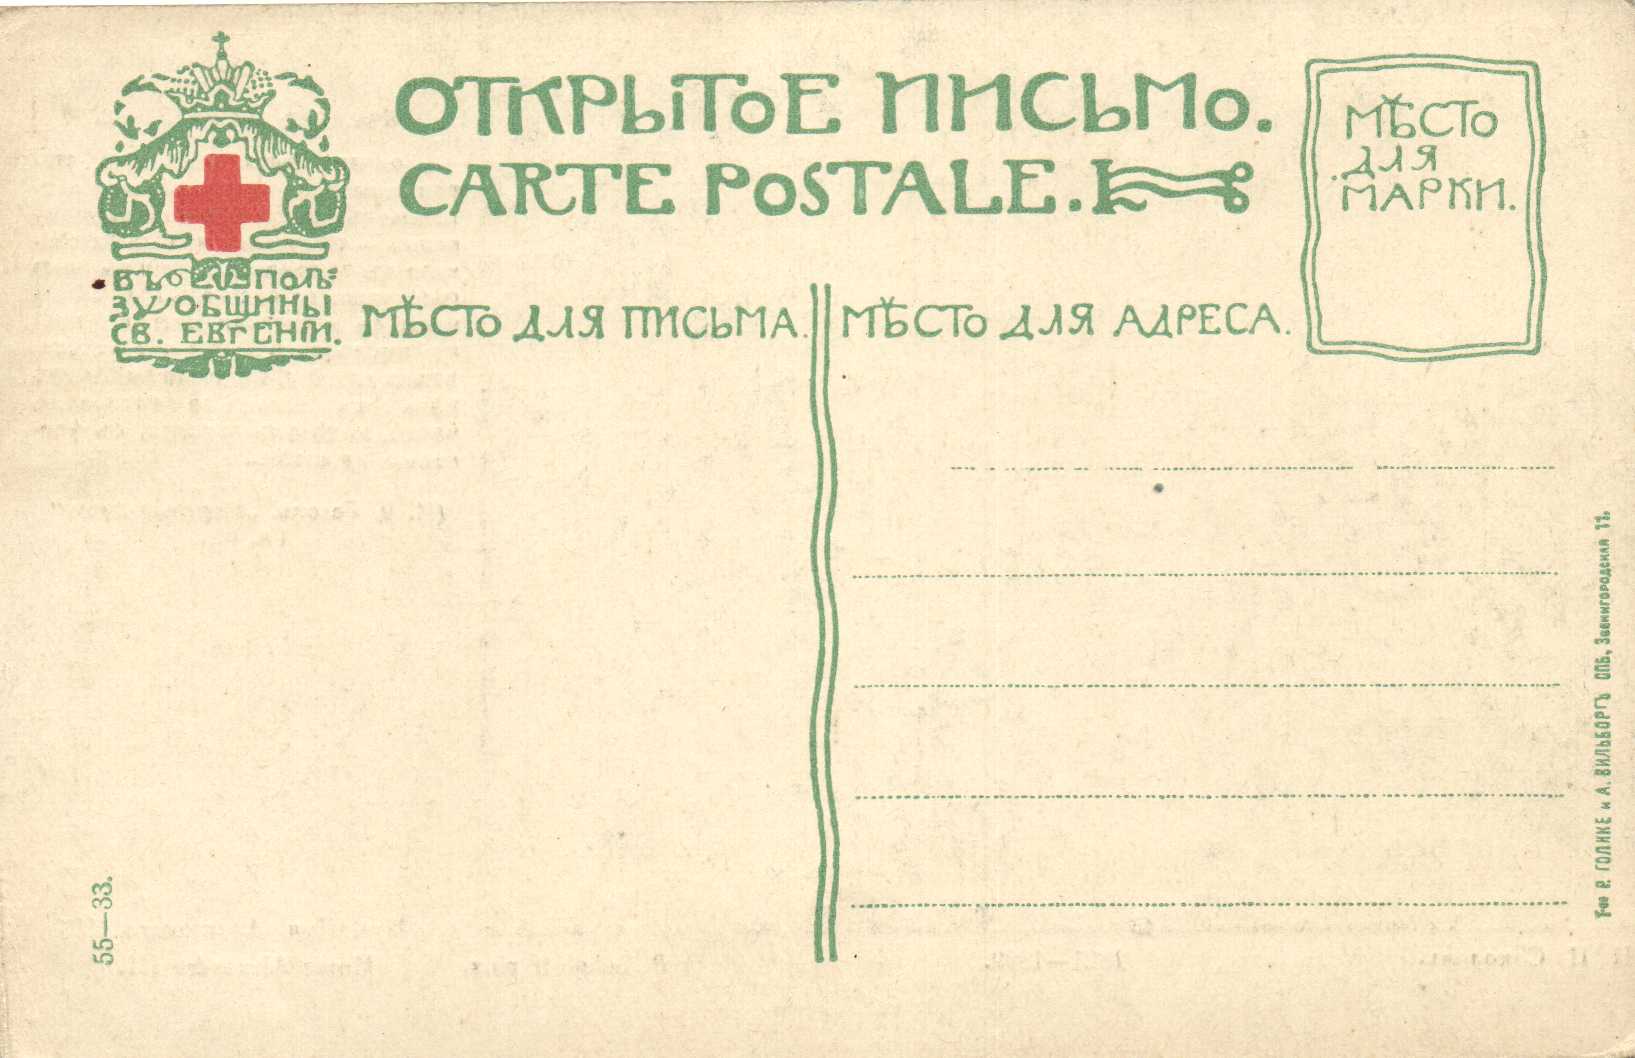 ОТКРЫТОЕ ПИСЬМО.
CARTE POSTALE.
МѢСТО
ДЛЯ
МАРКИ.
ВЪ ПОЛЬ=
ЗУ ОБЩИНЫ
СВ. ЕВГЕНІИ.
МѢСТО ДЛЯ ПИСЬМА.
МѢСТО ДЛЯ АДРЕСА.
55—33.
Т-во Р. ГОЛИКЕ и А. ВИЛЬБОРГЪ СПБ, Звенигородская 11.